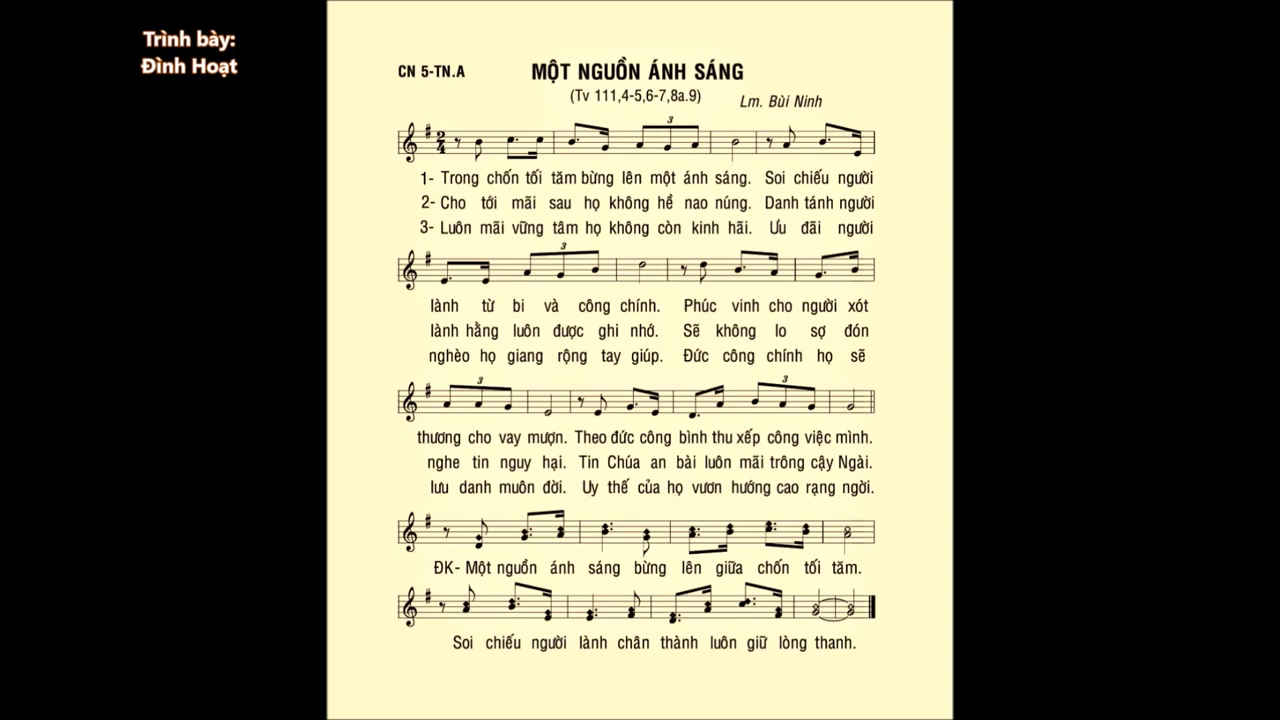 Trình bày:
Đình Hoạt
CN 5-TN.A
MỘT NGUỒN ÁNH SÁNG
(Tv 111,4-5,6-7,8a.9)
Lm. Bùi Ninh
3
2
4
1- Trong chốn tối tăm bừng lên một ánh sáng. Soi chiếu người
2- Cho tới mãi sau họ không hề nao núng. Danh tánh người
3- Luôn mãi vững tâm họ không còn kinh hãi. Ưu đãi người
3
lành từ bi và công chính. Phúc vinh cho người xót
lành hằng luôn được ghi nhớ. Sẽ không lo sợ đón
nghèo họ giang rộng tay giúp. Đức công chính họ sẽ
3 3
thương cho vay mượn. Theo đức công bình thu xếp công việc mình.
nghe tin nguy hại. Tin Chúa an bài luôn mãi trông cậy Ngài.
lưu danh muôn đời. Uy thế của họ vươn hướng cao rạng ngời.
ĐK- Một nguồn ánh sáng bừng lên giữa chốn tối tăm.
Soi chiếu người lành chân thành luôn giữ lòng thanh.